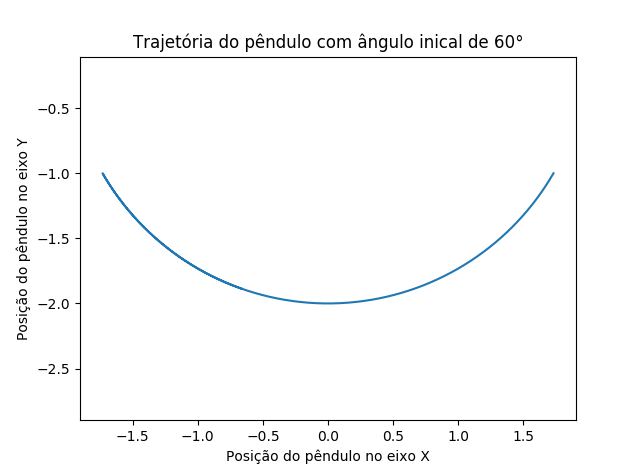 Trajetória do pêndulo com ângulo inical de 60°
Posição do pêndulo no eixo Y
−0.5
−1.0
−1.5
−2.0
−2.5
−1.5 −1.0 −0.5 0.0 0.5 1.0 1.5
Posição do pêndulo no eixo X